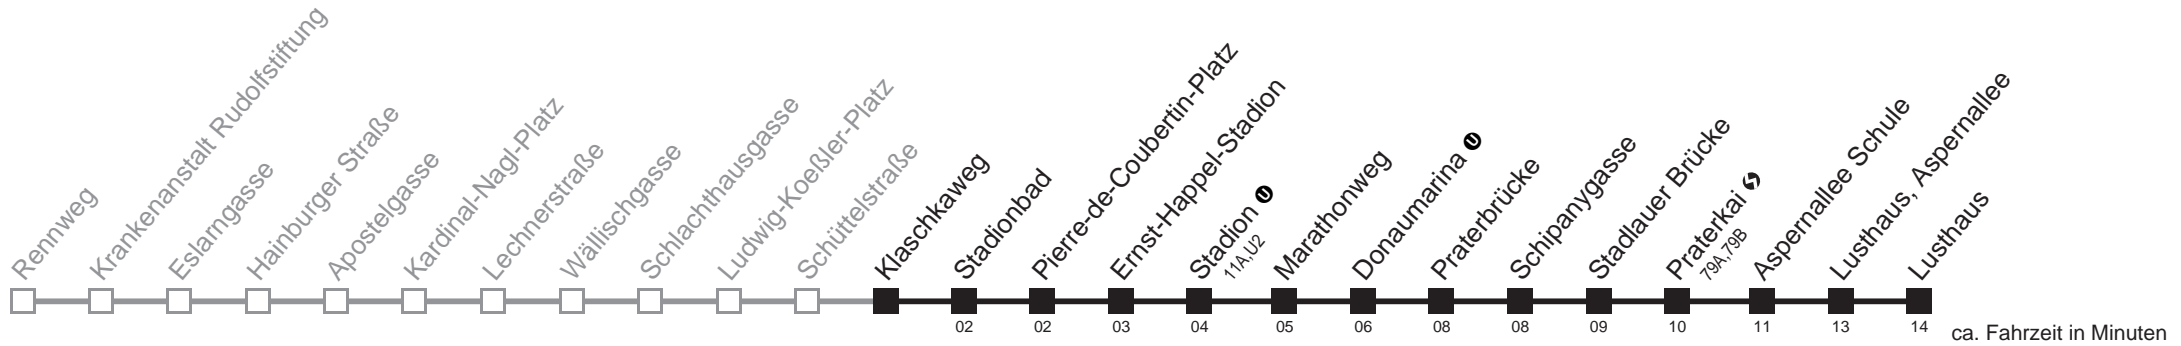 Rennweg
Krankenanstalt Rudolfstiftung
Eslarngasse
Hainburger Straße
Apostelgasse
Kardinal-Nagl-Platz
Lechnerstraße
Wällischgasse
Schlachthausgasse
Ludwig-Koeßler-Platz
Schüttelstraße
Klaschkaweg
Stadionbad
Pierre-de-Coubertin-Platz
Ernst-Happel-Stadion
Stadion U
11A,U2
Marathonweg
Donaumarina U
Praterbrücke
Schipanygasse
Stadlauer Brücke
Praterkai S
79A,79B
Aspernallee Schule
Lusthaus, Aspernallee
Lusthaus
02 02 03 04 05 06 08 08 09 10 11 13 14 ca. Fahrzeit in Minuten